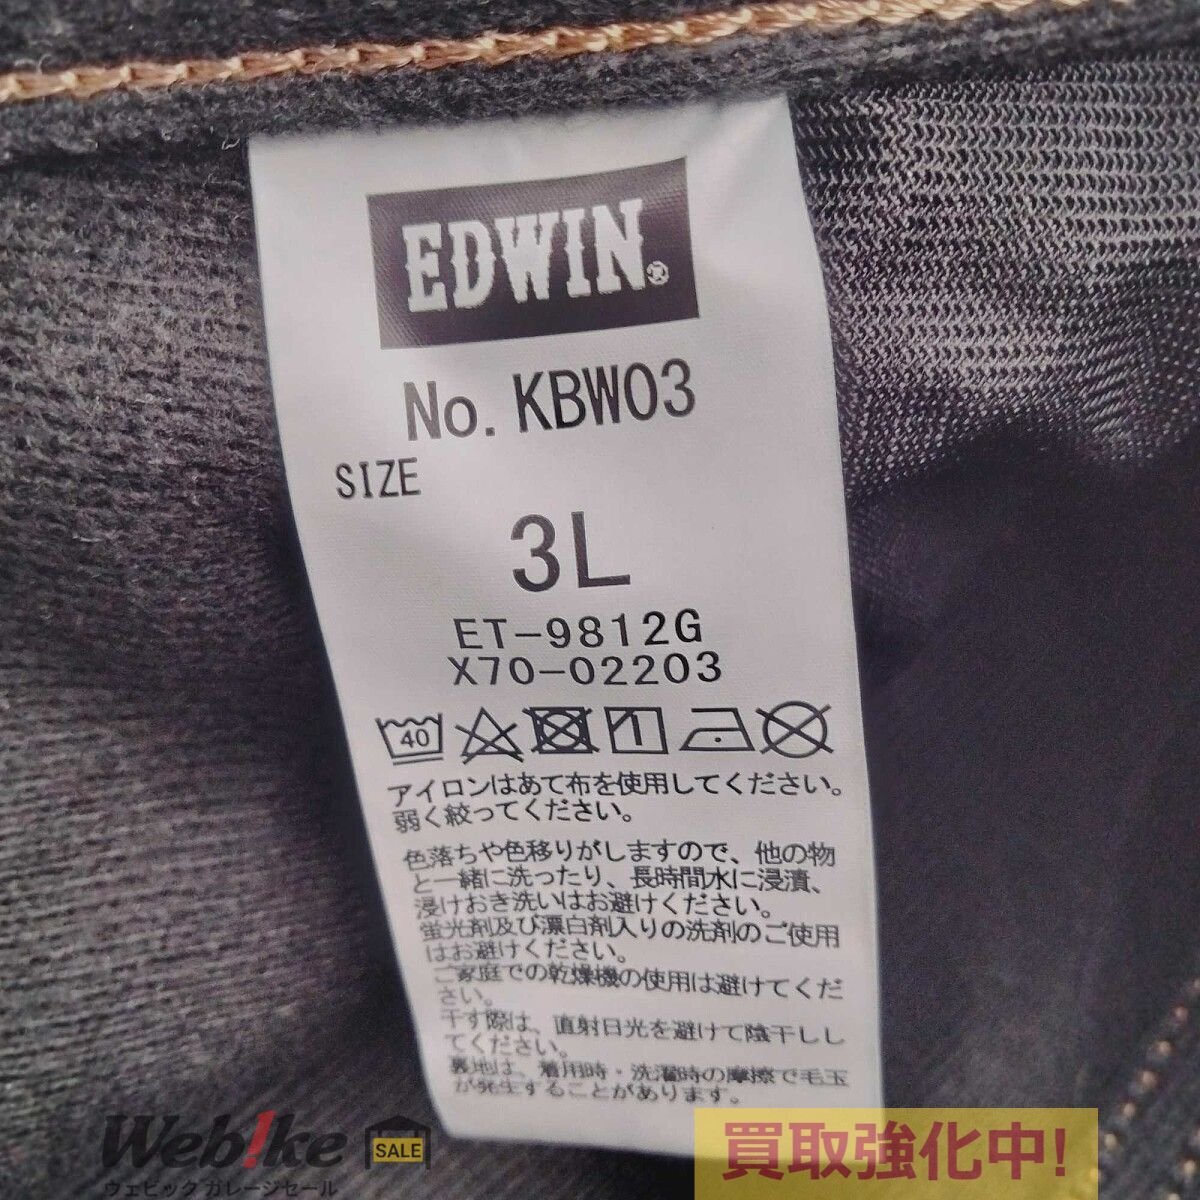 EDWIN®
No. KBW03
SIZE
3L
ET-9812G
X70-02203
40
アイロンはあて布を使用してください。
弱く絞ってください。
色落ちや色移りがしますので、他の物
と一緒に洗ったり、長時間水に浸漬、
浸けおき洗いはお避けください。
蛍光剤及び漂白剤入りの洗剤のご使用
はお避けください。
ご家庭での乾燥機の使用は避けてくだ
さい。
干す際は、直射日光を避けて陰干しし
てください。
裏地は、着用時・洗濯時の摩擦で毛玉
が発生することがあります。
Web!ke SALE
ウェビック ガレージセール
買取強化中!